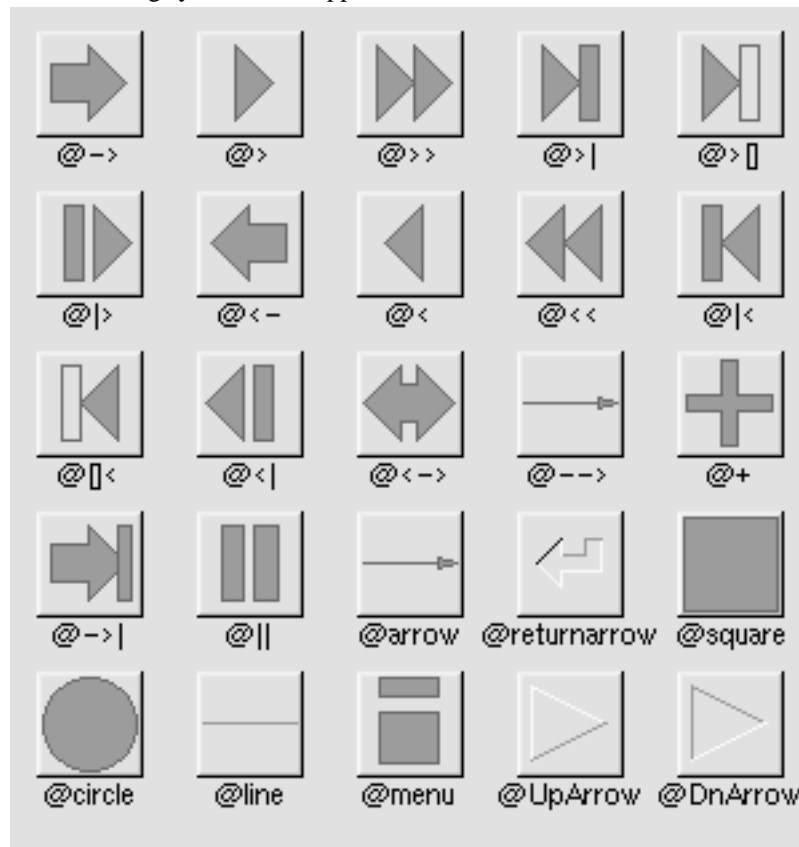 @-> @> @>> @>| @>[]
@|> @<- @< @<< @|<
@[]< @<| @<-> @--> @+
@->| @|| @arrow @returnarrow @square
@circle @line @menu @UpArrow @DnArrow